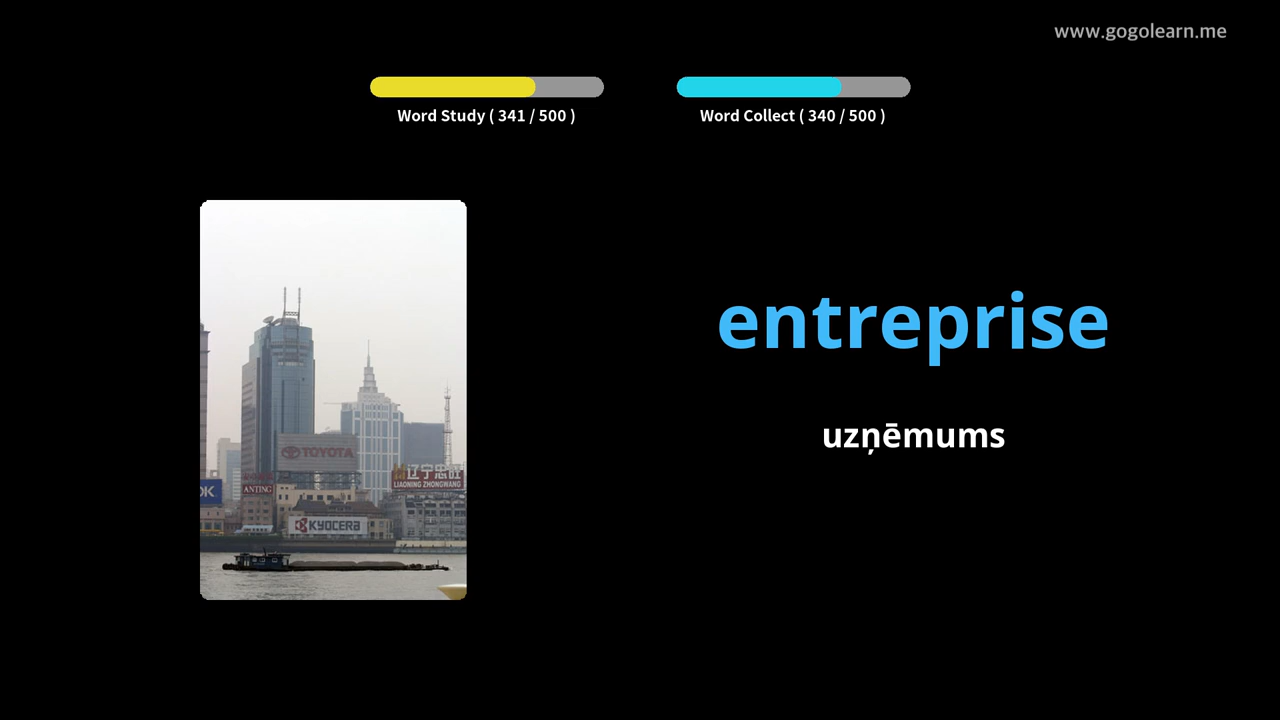 www.gogolearn.me
Word Study ( 341 / 500 )
Word Collect ( 340 / 500 )
entreprise
uzņēmums
TOYOTA
辽宁忠旺
LIAONING ZHONGWANG
ANTING
KYOCERA